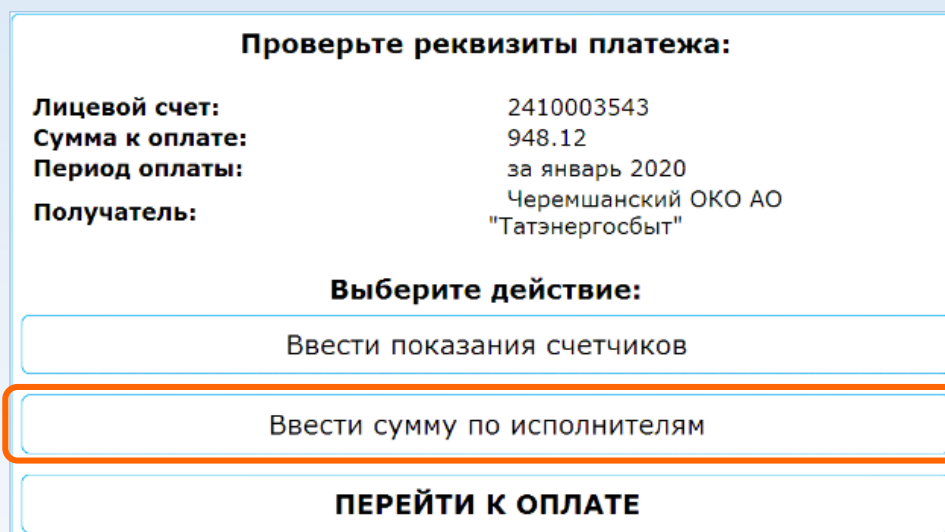 Проверьте реквизиты платежа:
Лицевой счет: 2410003543
Сумма к оплате: 948.12
Период оплаты: за январь 2020
Получатель: Черемшанский ОКО АО
"Татэнергосбыт"
Выберите действие:
Ввести показания счетчиков
Ввести сумму по исполнителям
ПЕРЕЙТИ К ОПЛАТЕ